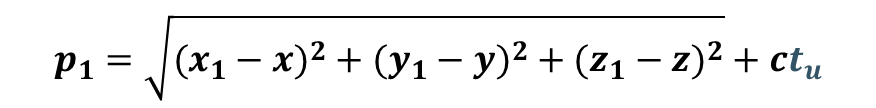 p₁ = √((x₁ − x)² + (y₁ − y)² + (z₁ − z)²) + ctᵤ